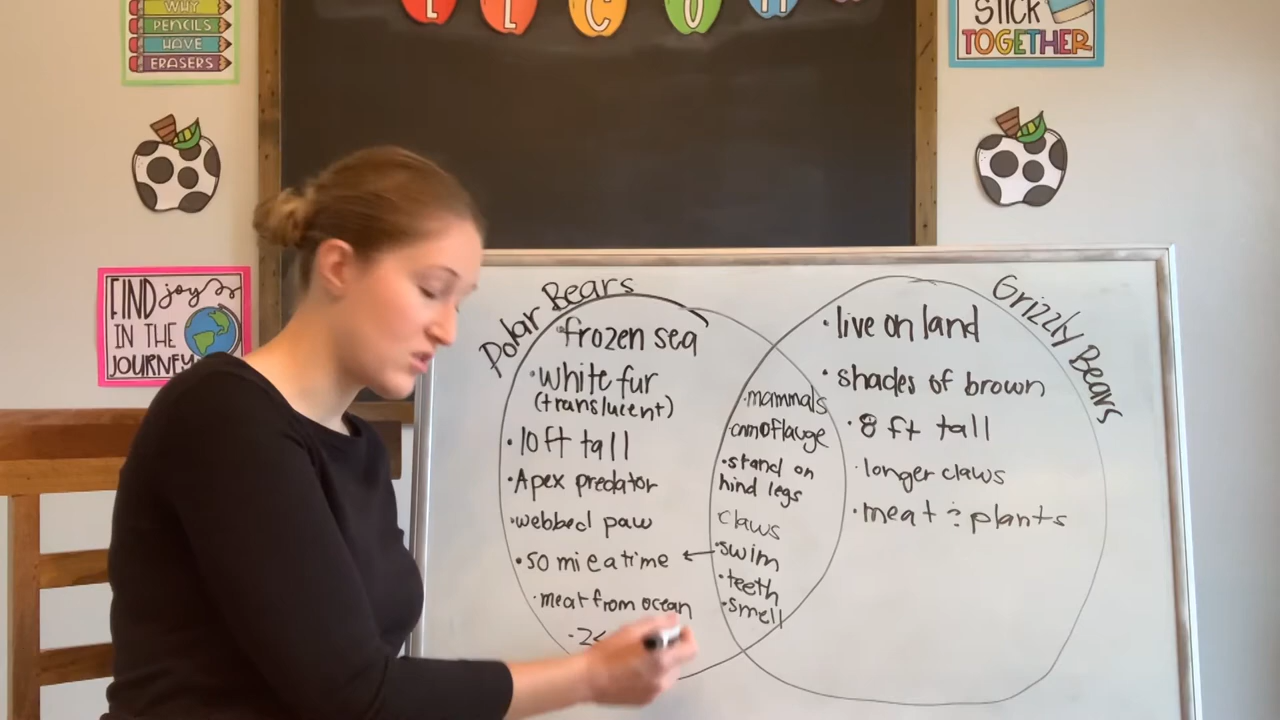 WHY
PENCILS
HAVE
ERASERS
L C O
STICK
TOGETHER
FIND joy
IN THE
JOURNEY
Polar Bears
• frozen sea
• white fur
(translucent)
• 10 ft tall
• Apex predator
• webbed paw
• 50 mi @ a time
• meat from ocean
• mammals
• camoflauge
• stand on
hind legs
claws
• swim
• teeth
• smell
Grizzly Bears
• live on land
• shades of brown
• 8 ft tall
• longer claws
• meat & plants